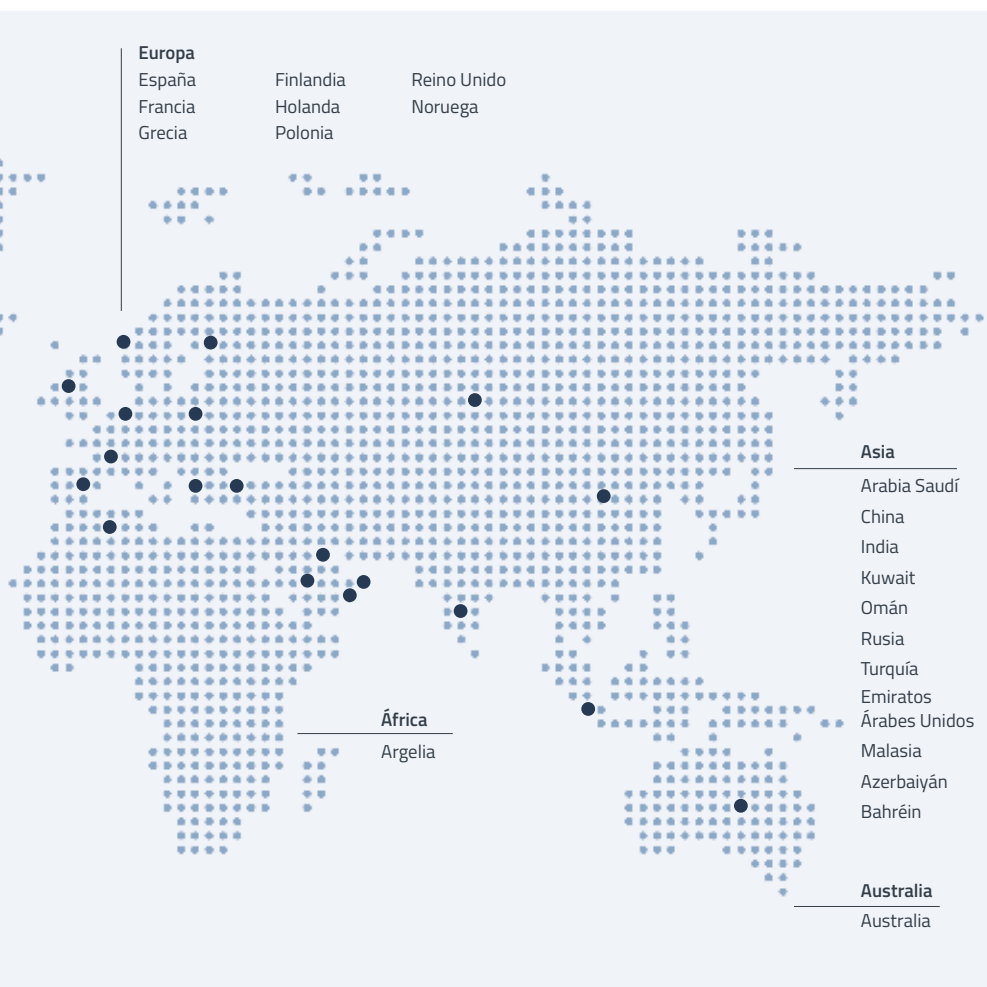 Europa
España
Francia
Grecia
Finlandia
Holanda
Polonia
Reino Unido
Noruega
Asia
Arabia Saudí
China
India
Kuwait
Omán
Rusia
Turquía
Emiratos
Árabes Unidos
Malasia
Azerbaiyán
Bahréin
África
Argelia
Australia
Australia